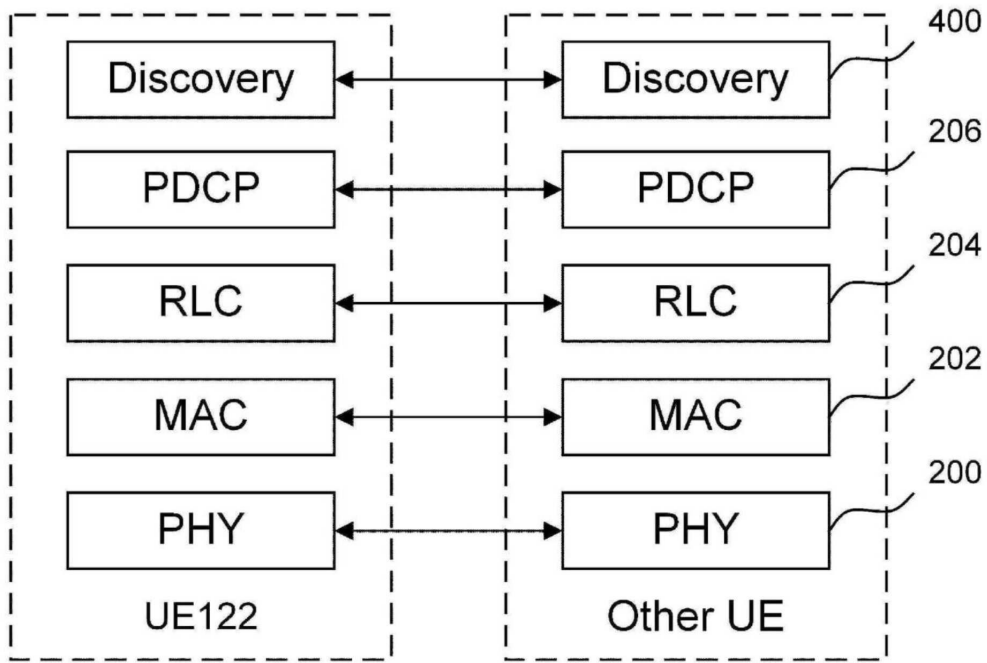 Discovery Discovery 400
PDCP PDCP 206
RLC RLC 204
MAC MAC 202
PHY PHY 200
UE122 Other UE